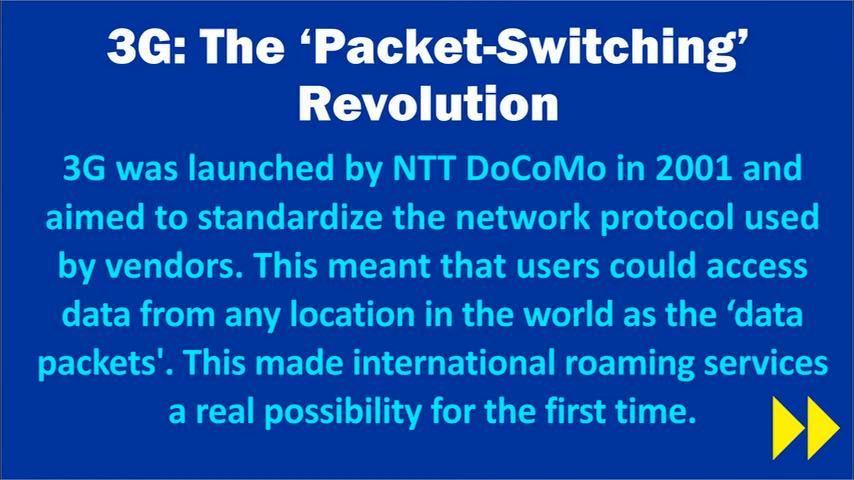 3G: The ‘Packet-Switching’
Revolution
3G was launched by NTT DoCoMo in 2001 and
aimed to standardize the network protocol used
by vendors. This meant that users could access
data from any location in the world as the ‘data
packets'. This made international roaming services
a real possibility for the first time.